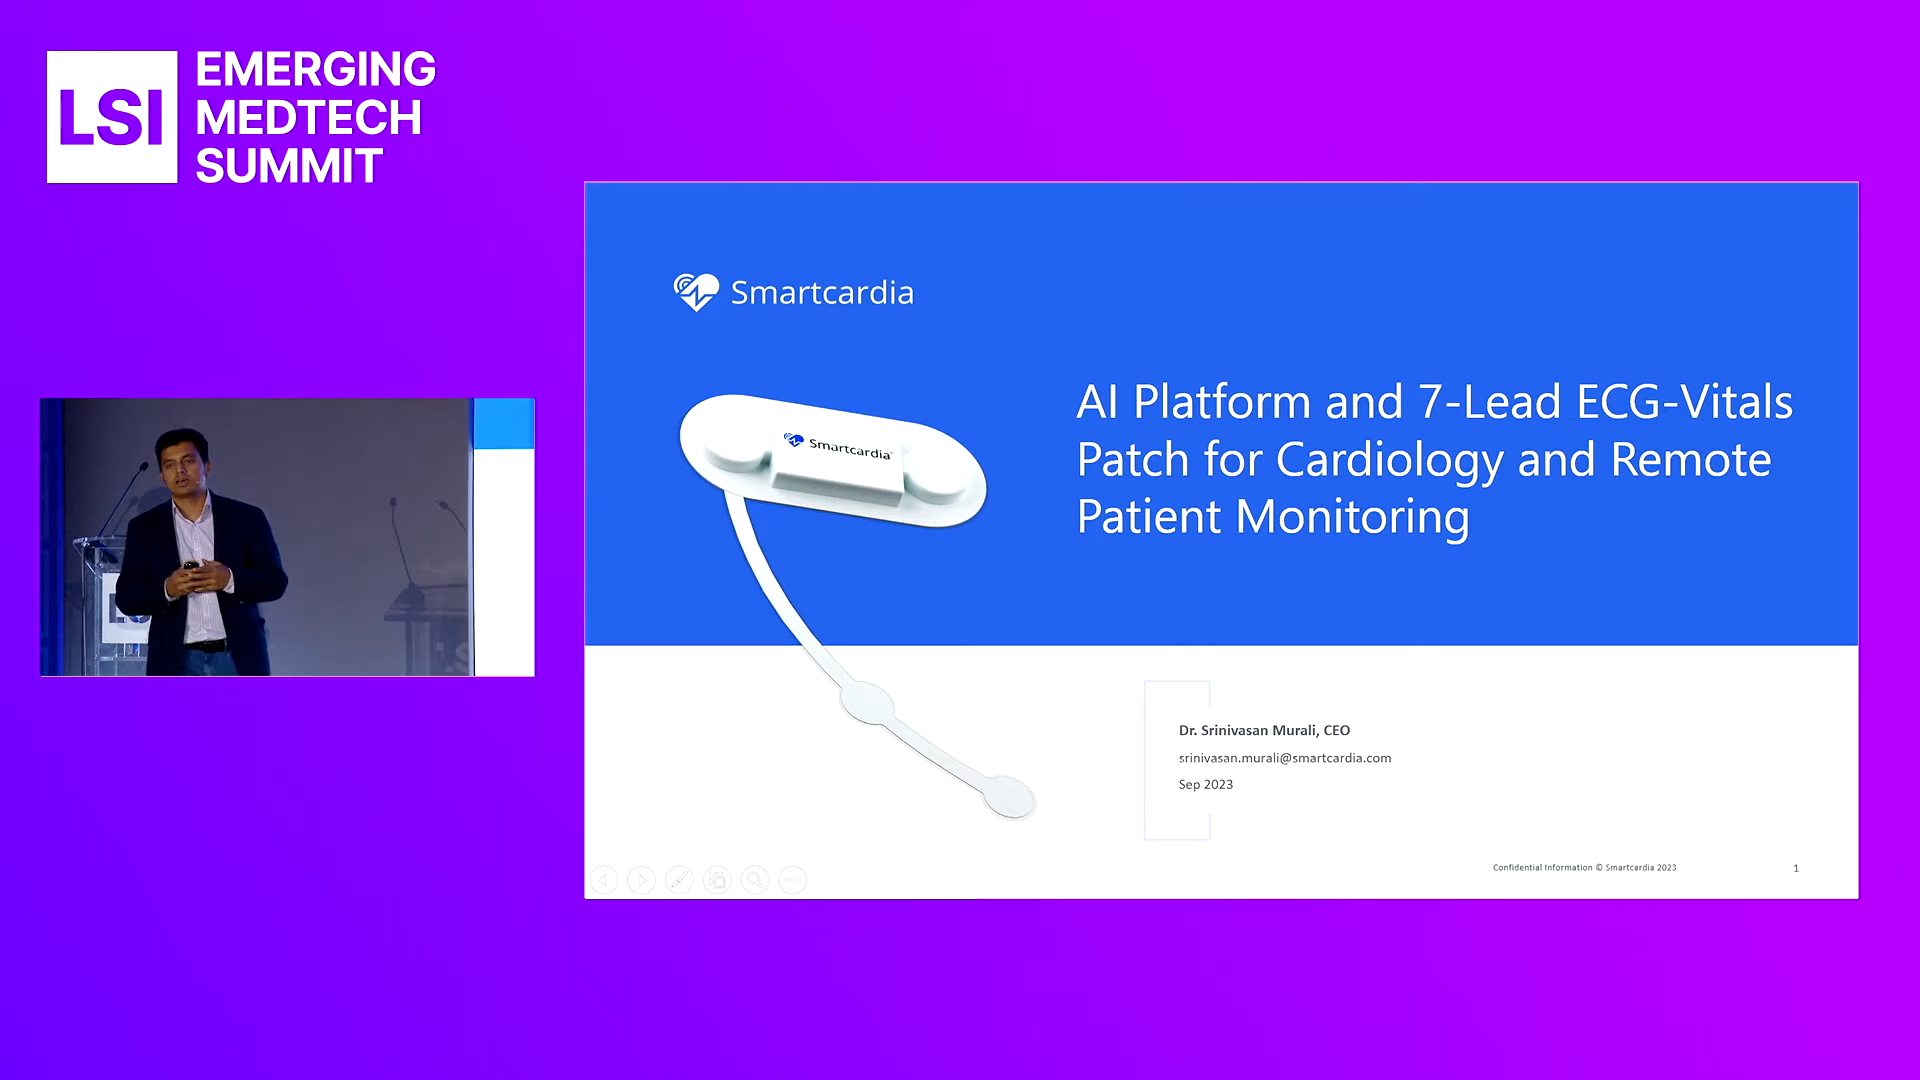 LSI
EMERGING
MEDTECH
SUMMIT
Smartcardia
Smartcardia
AI Platform and 7-Lead ECG-Vitals
Patch for Cardiology and Remote
Patient Monitoring
Dr. Srinivasan Murali, CEO
srinivasan.murali@smartcardia.com
Sep 2023
Confidential Information © Smartcardia 2023
1